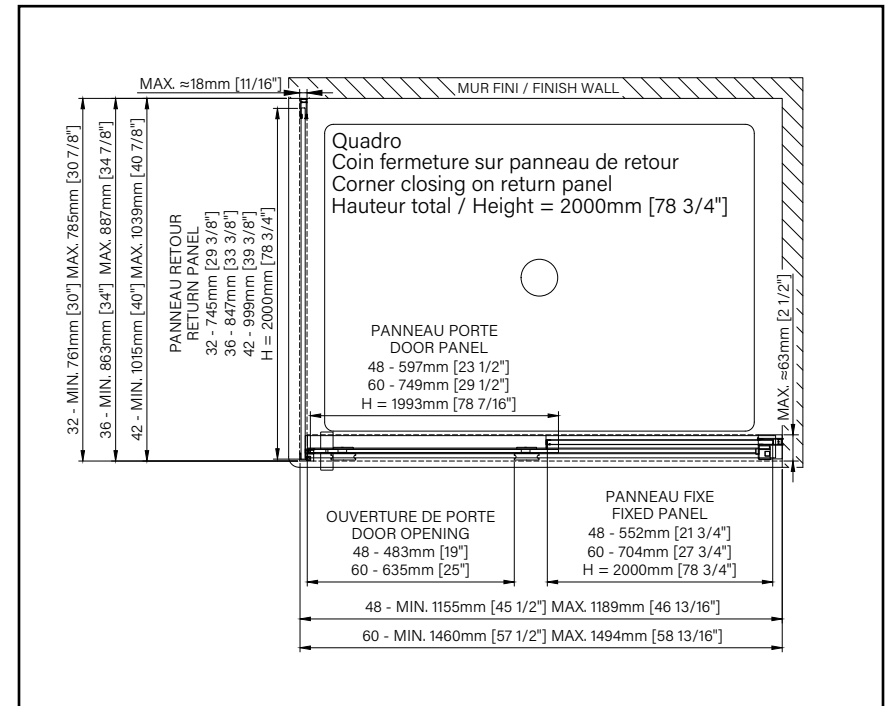 MAX. ≈18mm [11/16"]
MUR FINI / FINISH WALL
32 - MIN. 761mm [30"] MAX. 785mm [30 7/8"]
36 - MIN. 863mm [34"] MAX. 887mm [34 7/8"]
42 - MIN. 1015mm [40"] MAX. 1039mm [40 7/8"]
PANNEAU RETOUR
RETURN PANEL
32 - 745mm [29 3/8"]
36 - 847mm [33 3/8"]
42 - 999mm [39 3/8"]
H = 2000mm [78 3/4"]
Quadro
Coin fermeture sur panneau de retour
Corner closing on return panel
Hauteur total / Height = 2000mm [78 3/4"]
PANNEAU PORTE
DOOR PANEL
48 - 597mm [23 1/2"]
60 - 749mm [29 1/2"]
H = 1993mm [78 7/16"]
MAX. ≈63mm [2 1/2"]
OUVERTURE DE PORTE
DOOR OPENING
48 - 483mm [19"]
60 - 635mm [25"]
PANNEAU FIXE
FIXED PANEL
48 - 552mm [21 3/4"]
60 - 704mm [27 3/4"]
H = 2000mm [78 3/4"]
48 - MIN. 1155mm [45 1/2"] MAX. 1189mm [46 13/16"]
60 - MIN. 1460mm [57 1/2"] MAX. 1494mm [58 13/16"]